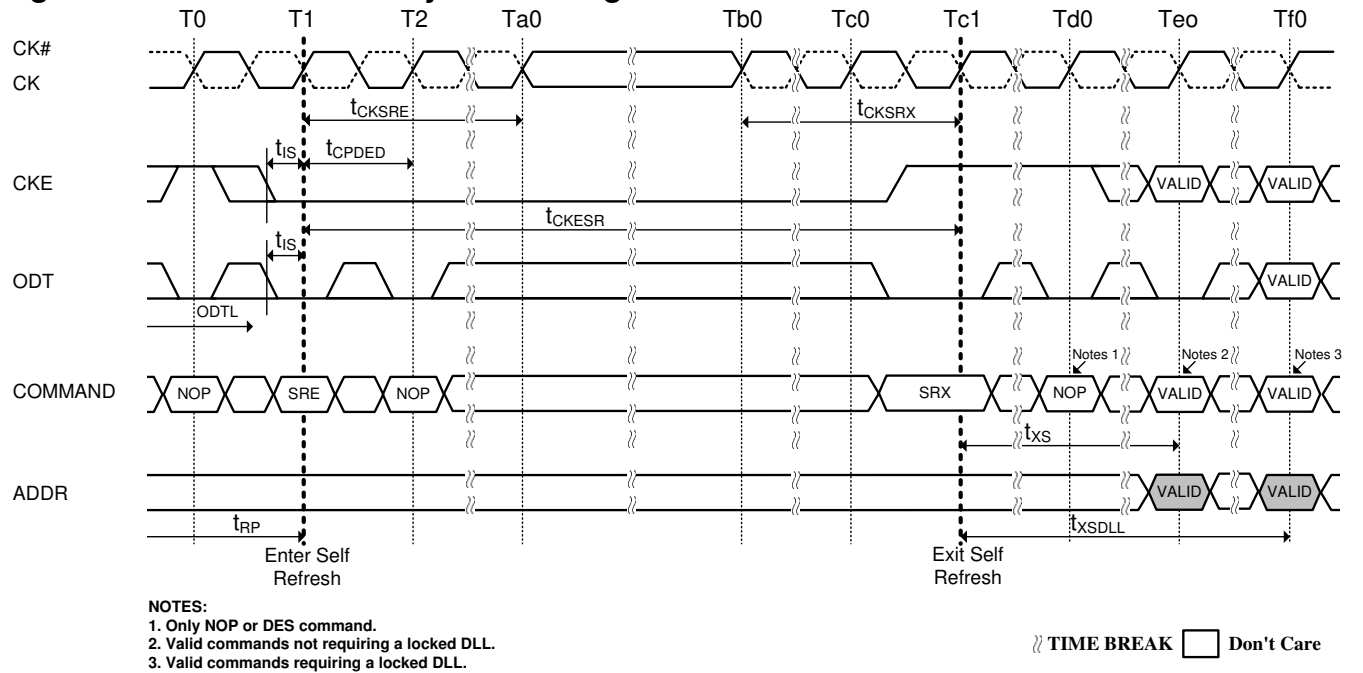 T0 T1 T2 Ta0 Tb0 Tc0 Tc1 Td0 Teo Tf0
CK#
CK
tCKSRE tCKSRX
tIS tCPDED
CKE VALID VALID
tCKESR
tIS
ODT VALID
ODTL
Notes 1 Notes 2 Notes 3
COMMAND NOP SRE NOP SRX NOP VALID VALID
tXS
ADDR VALID VALID
tRP tXSDLL
Enter Self
Refresh
Exit Self
Refresh
NOTES:
1. Only NOP or DES command.
2. Valid commands not requiring a locked DLL.
3. Valid commands requiring a locked DLL.
TIME BREAK Don't Care